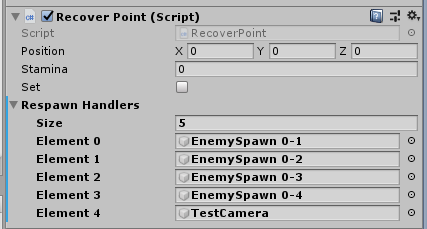 Recover Point (Script)
Script RecoverPoint
Position X 0 Y 0 Z 0
Stamina 0
Set
Respawn Handlers
Size 5
Element 0 EnemySpawn 0-1
Element 1 EnemySpawn 0-2
Element 2 EnemySpawn 0-3
Element 3 EnemySpawn 0-4
Element 4 TestCamera